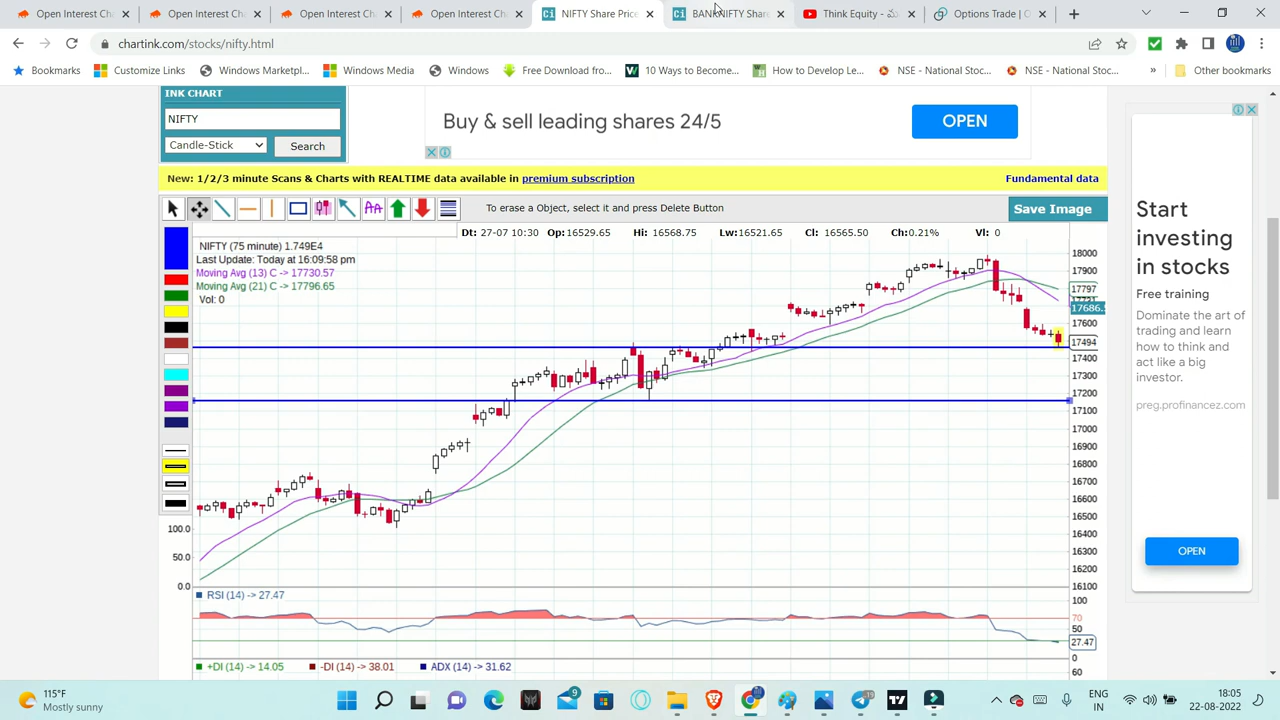 Open Interest Ch
Open Interest Ch
Open Interest Ch
Open Interest Ch
NIFTY Share Price
BANKNIFTY Share
Think Equity -
Options Trade | C
chartink.com/stocks/nifty.html
Bookmarks
Customize Links
Windows Marketpl...
Windows Media
Windows
Free Download fro...
10 Ways to Become...
How to Develop Le...
NSE - National Stoc...
NSE - National Stoc...
»
Other bookmarks
INK CHART
NIFTY
Candle-Stick
Search
Buy & sell leading shares 24/5
OPEN
New: 1/2/3 minute Scans & Charts with REALTIME data available in premium subscription
Fundamental data
To erase a Object, select it and press Delete Button
Save Image
Dt: 27-07 10:30 Op:16529.65 Hi: 16568.75 Lw:16521.65 Cl: 16565.50 Ch:0.21% Vl: 0
NIFTY (75 minute) 1.749E4
Last Update: Today at 16:09:58 pm
Moving Avg (13) C -> 17730.57
Moving Avg (21) C -> 17796.65
Vol: 0
18000
17900
17797
17686.
17600
17494
17400
17300
17200
17100
17000
16900
16800
16700
16600
16500
16400
16300
16200
16100
100.0
50.0
0.0
RSI (14) -> 27.47
100
70
50
27.47
0
+DI (14) -> 14.05
-DI (14) -> 38.01
ADX (14) -> 31.62
60
Start
investing
in stocks
Free training
Dominate the art of
trading and learn
how to think and
act like a big
investor.
preg.profinancez.com
OPEN
115°F
Mostly sunny
9
ENG
IN
18:05
22-08-2022